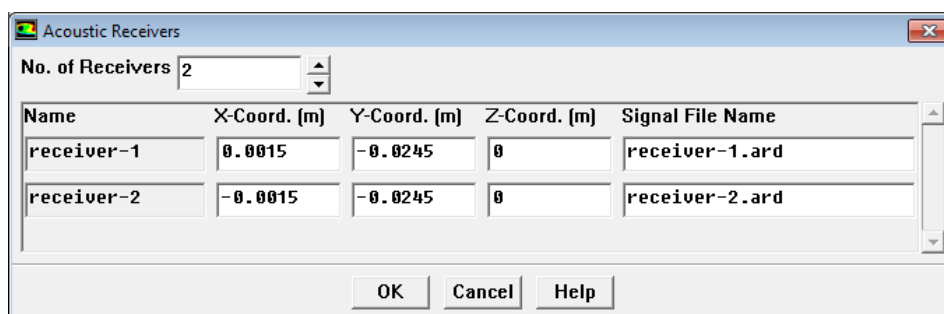 Acoustic Receivers
No. of Receivers 2
Name X-Coord. (m) Y-Coord. (m) Z-Coord. (m) Signal File Name
receiver-1 0.0015 -0.0245 0 receiver-1.ard
receiver-2 -0.0015 -0.0245 0 receiver-2.ard
OK Cancel Help